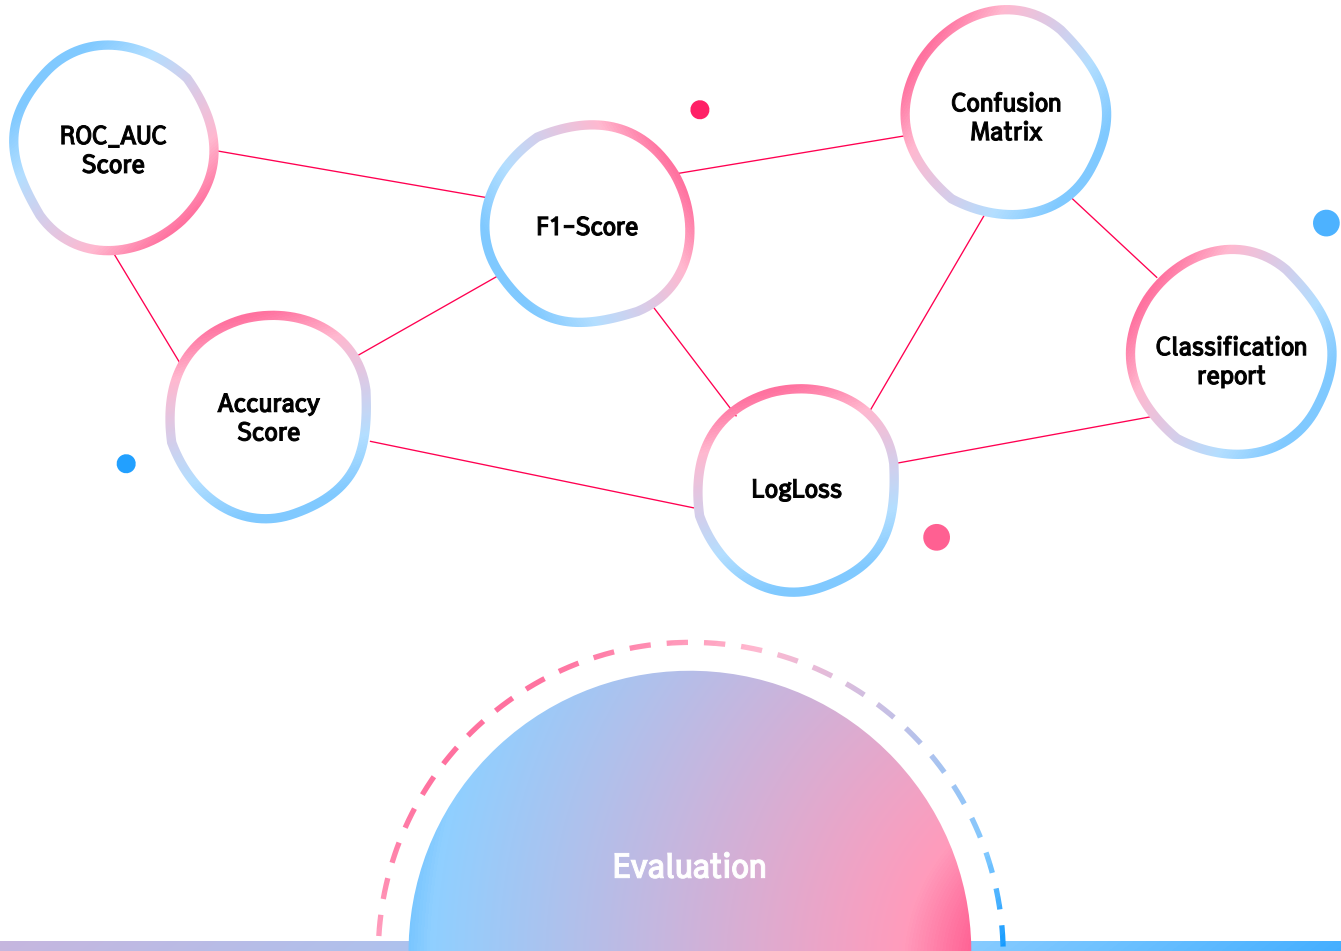 ROC_AUC
Score
F1-Score
Confusion
Matrix
Accuracy
Score
LogLoss
Classification
report
Evaluation